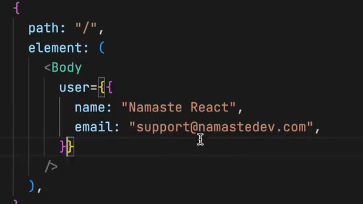 {
path: "/",
element: (
<Body
user={{
name: "Namaste React",
email: "support@namastedev.com",
}}
/>
),